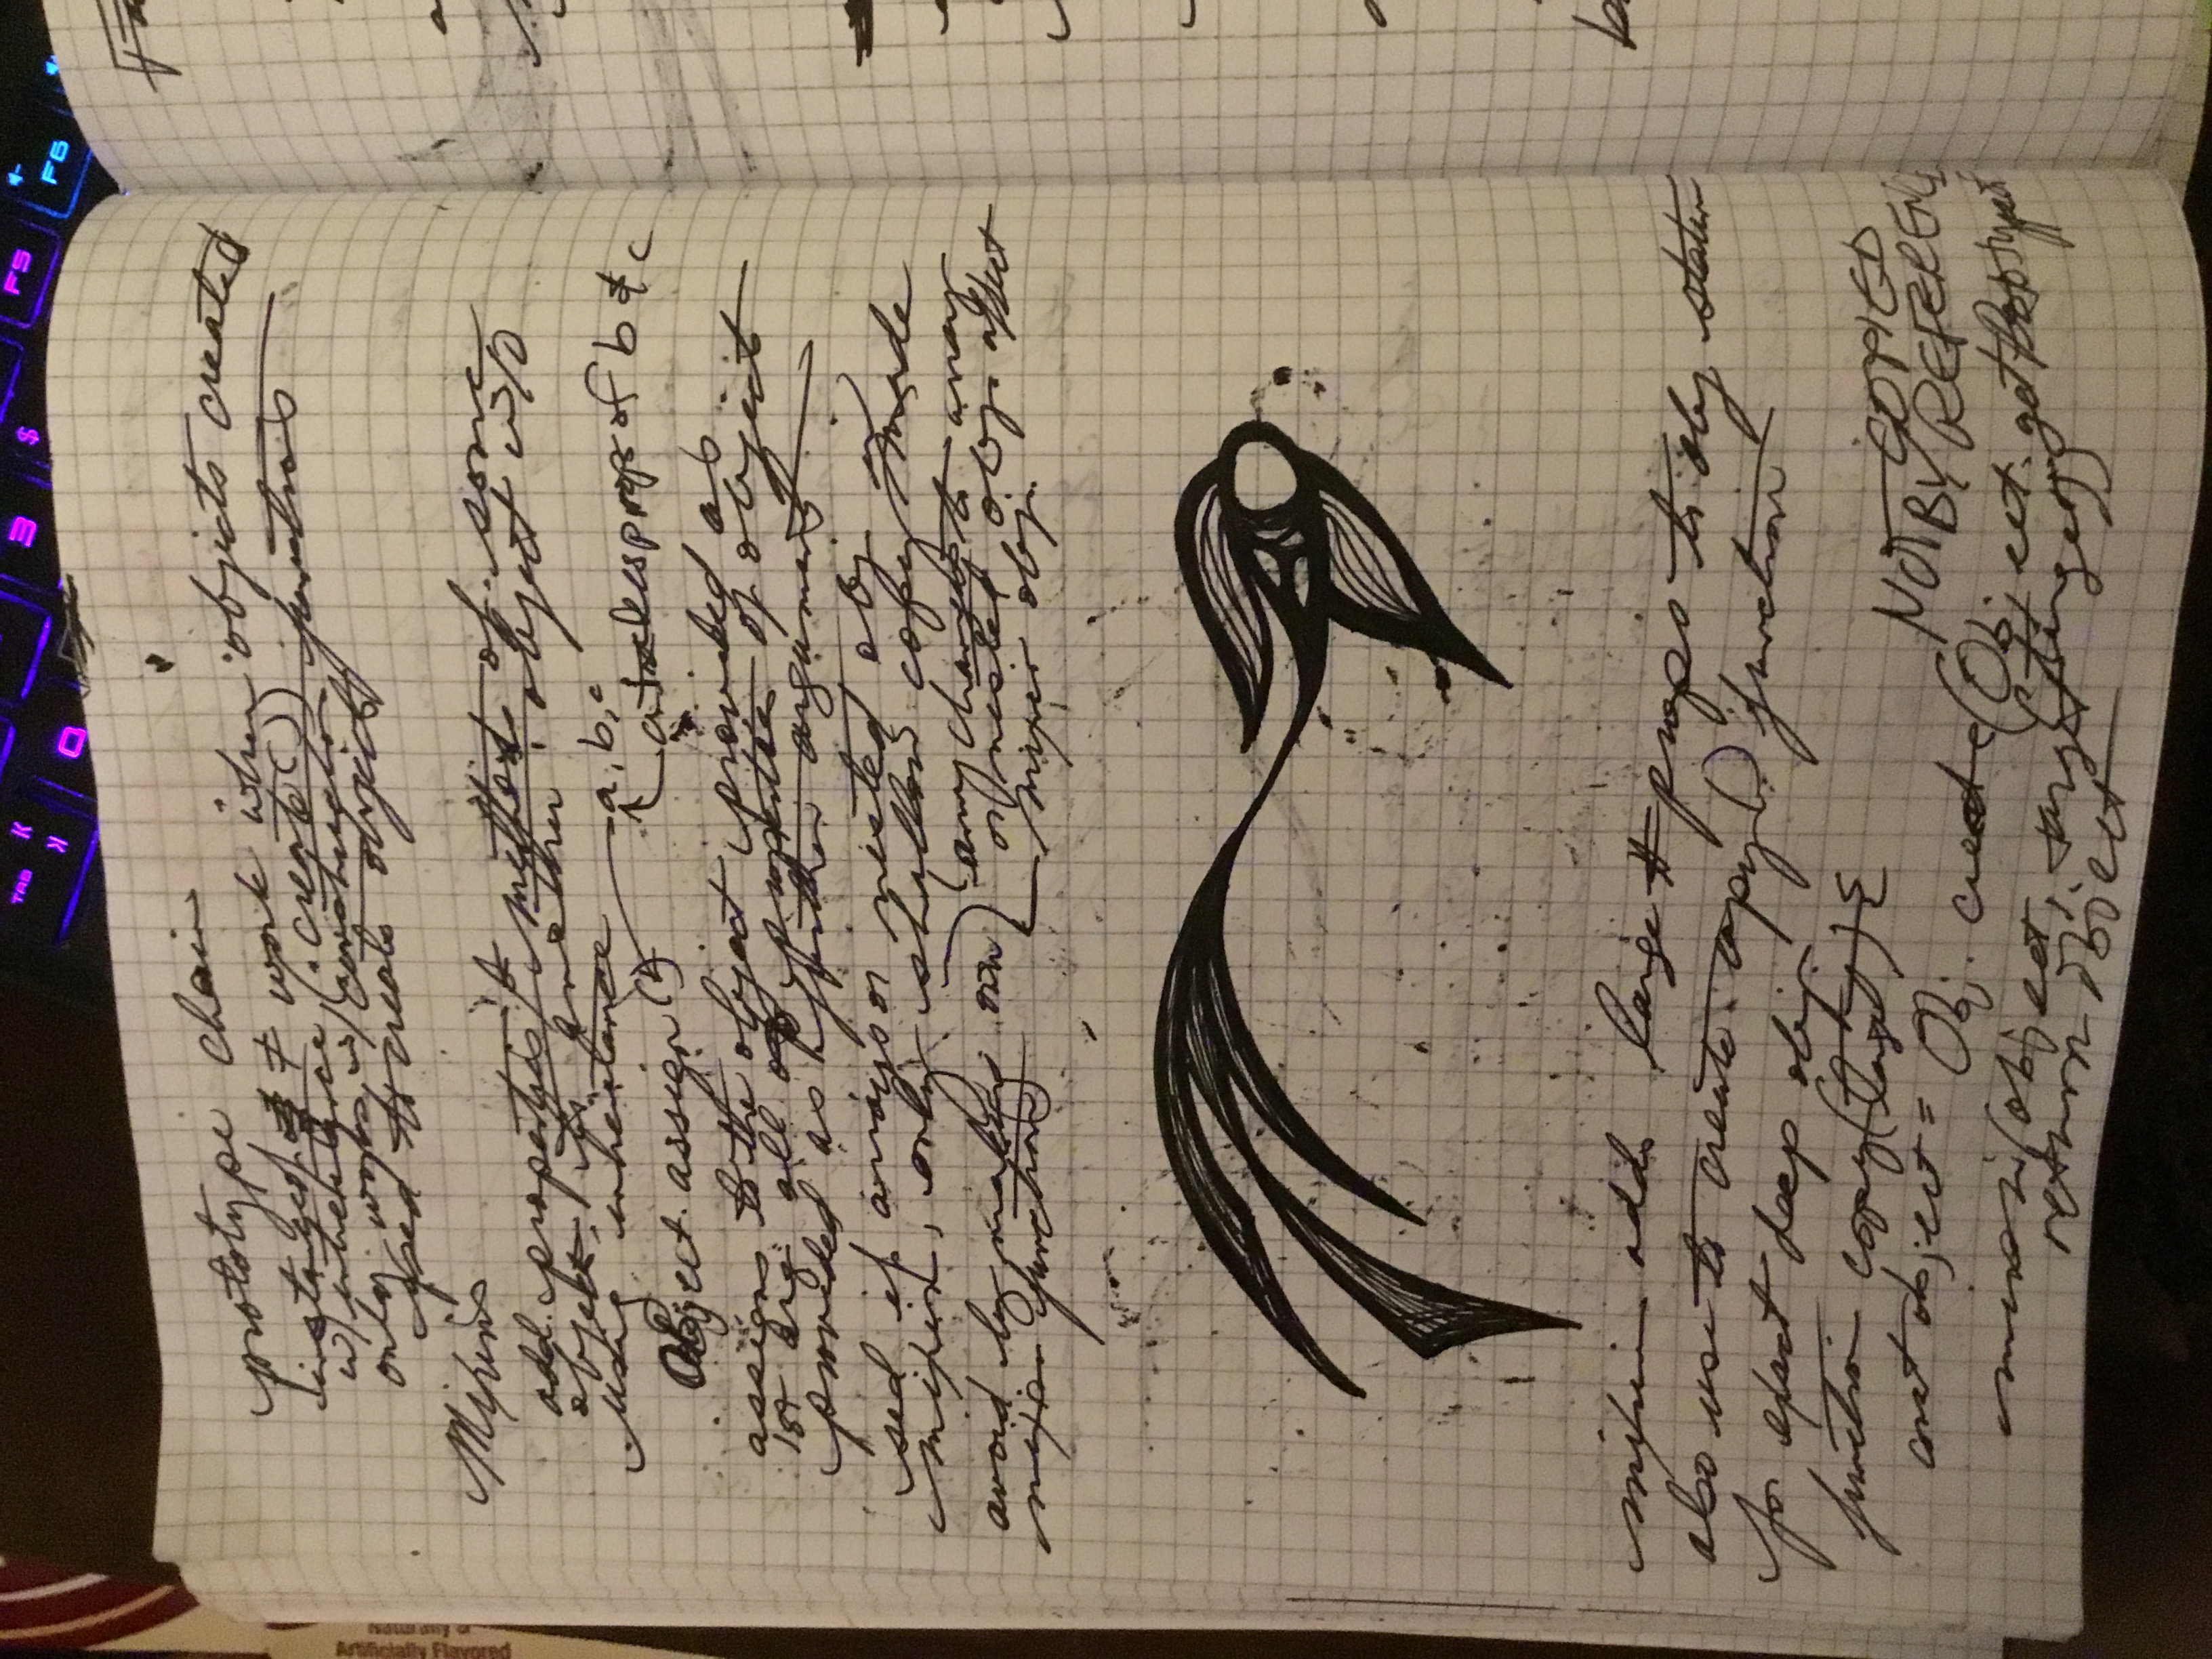 TAB
K
3
$
F5
F6
prototype chain
instanceof ≠ work when objects created
w/ inheritance (.create())
only works w/ constructor functions
used to create objects
Mixins
add properties & methods of some
object, to another object w/o
using inheritance
a, b, c
a takes props of b & c
Object.assign()
assigns to the object provided as
1st arg all properties of object
provided as further arguments
if arrays or nested obj in
mixin, only shallow copy made
any changes to array
or nested obj affect
mixin obj.
avoid by making own
mixin function
mixin adds large # props to obj
also use to create copy() function
for exact deep obj.
function copy(target) {
NOT COPIED
BY REFERENCE
const object =
Obj. create(Object.getPrototype
(target))
mixin(object, target
return object